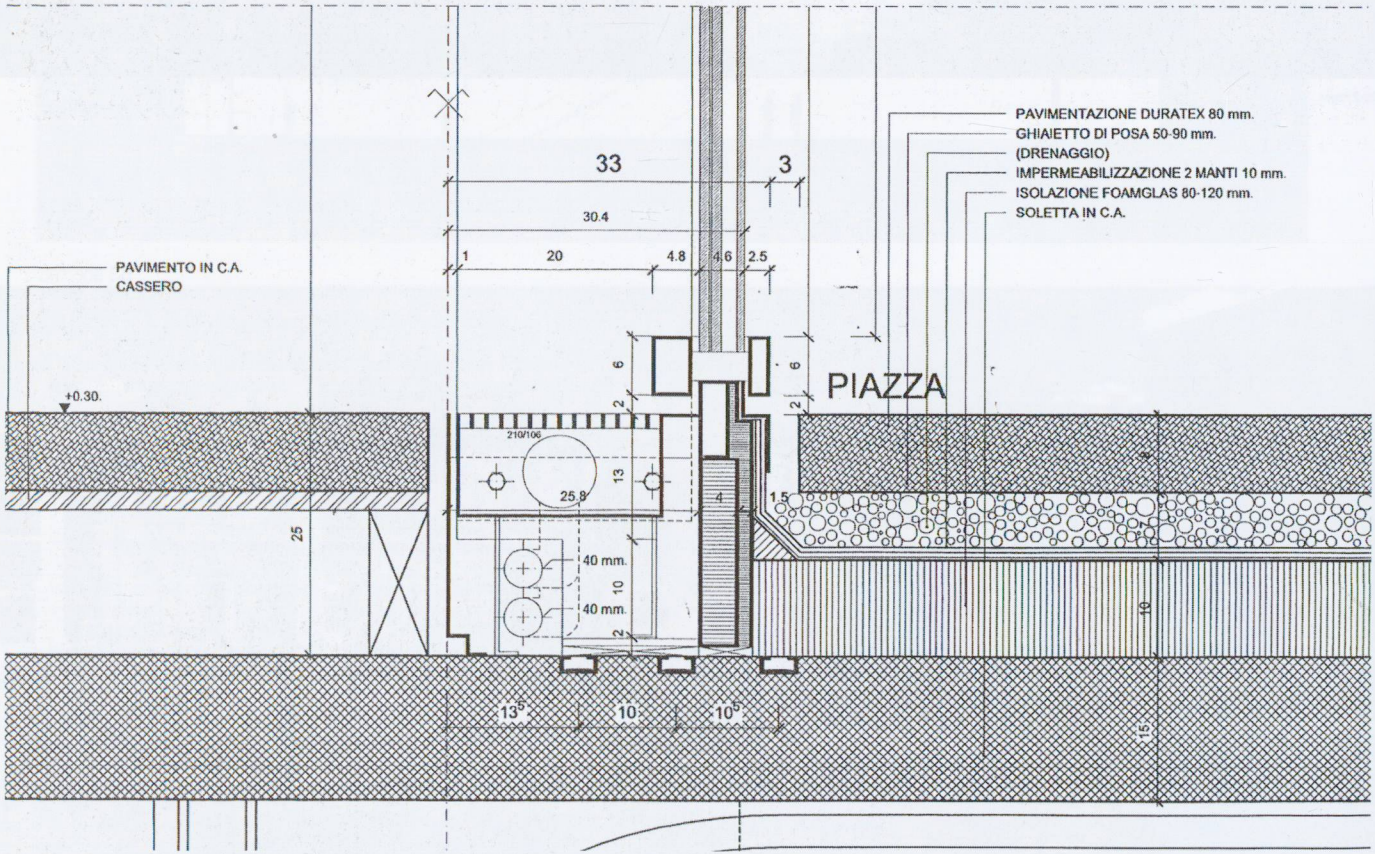 PAVIMENTAZIONE DURATEX 80 mm.
GHIAIETTO DI POSA 50-90 mm.
(DRENAGGIO)
IMPERMEABILIZZAZIONE 2 MANTI 10 mm.
ISOLAZIONE FOAMGLAS 80-120 mm.
SOLETTA IN C.A.
33
3
30.4
1
20
4.8
4.6
2.5
PAVIMENTO IN C.A.
CASSERO
6
6
PIAZZA
+0.30.
2
2
210/106
8
13
25.8
4
1.5
7
25
40 mm.
10
40 mm.
10
2
13⁵
10
10⁵
15